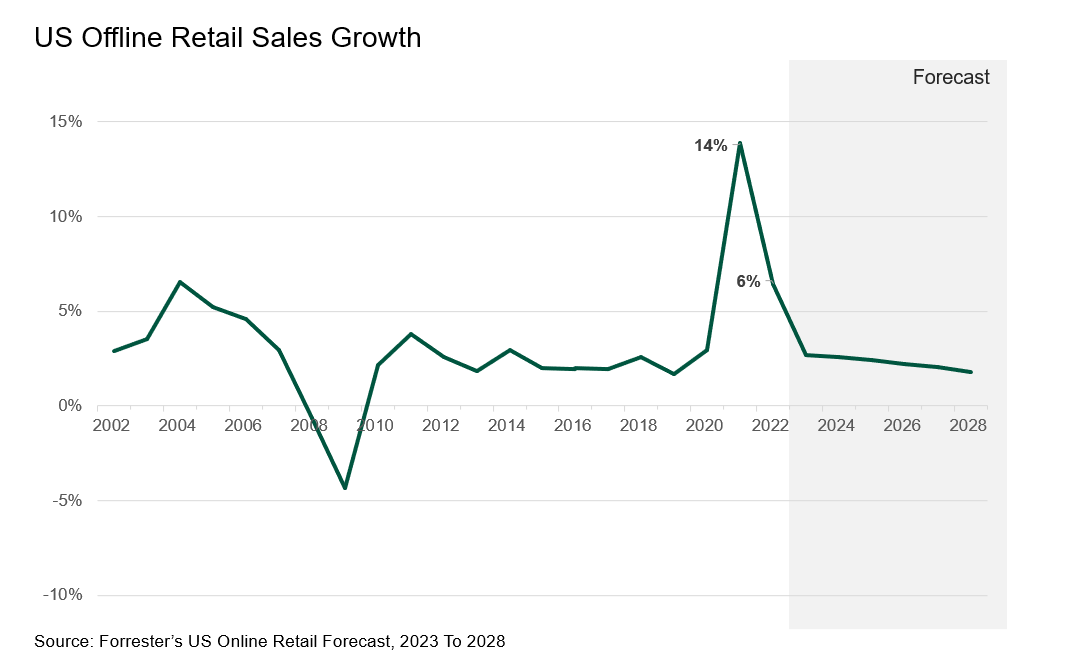 US Offline Retail Sales Growth
Forecast
15%
14%
10%
6%
5%
0%
2002 2004 2006 2008 2010 2012 2014 2016 2018 2020 2022 2024 2026 2028
-5%
-10%
Source: Forrester’s US Online Retail Forecast, 2023 To 2028